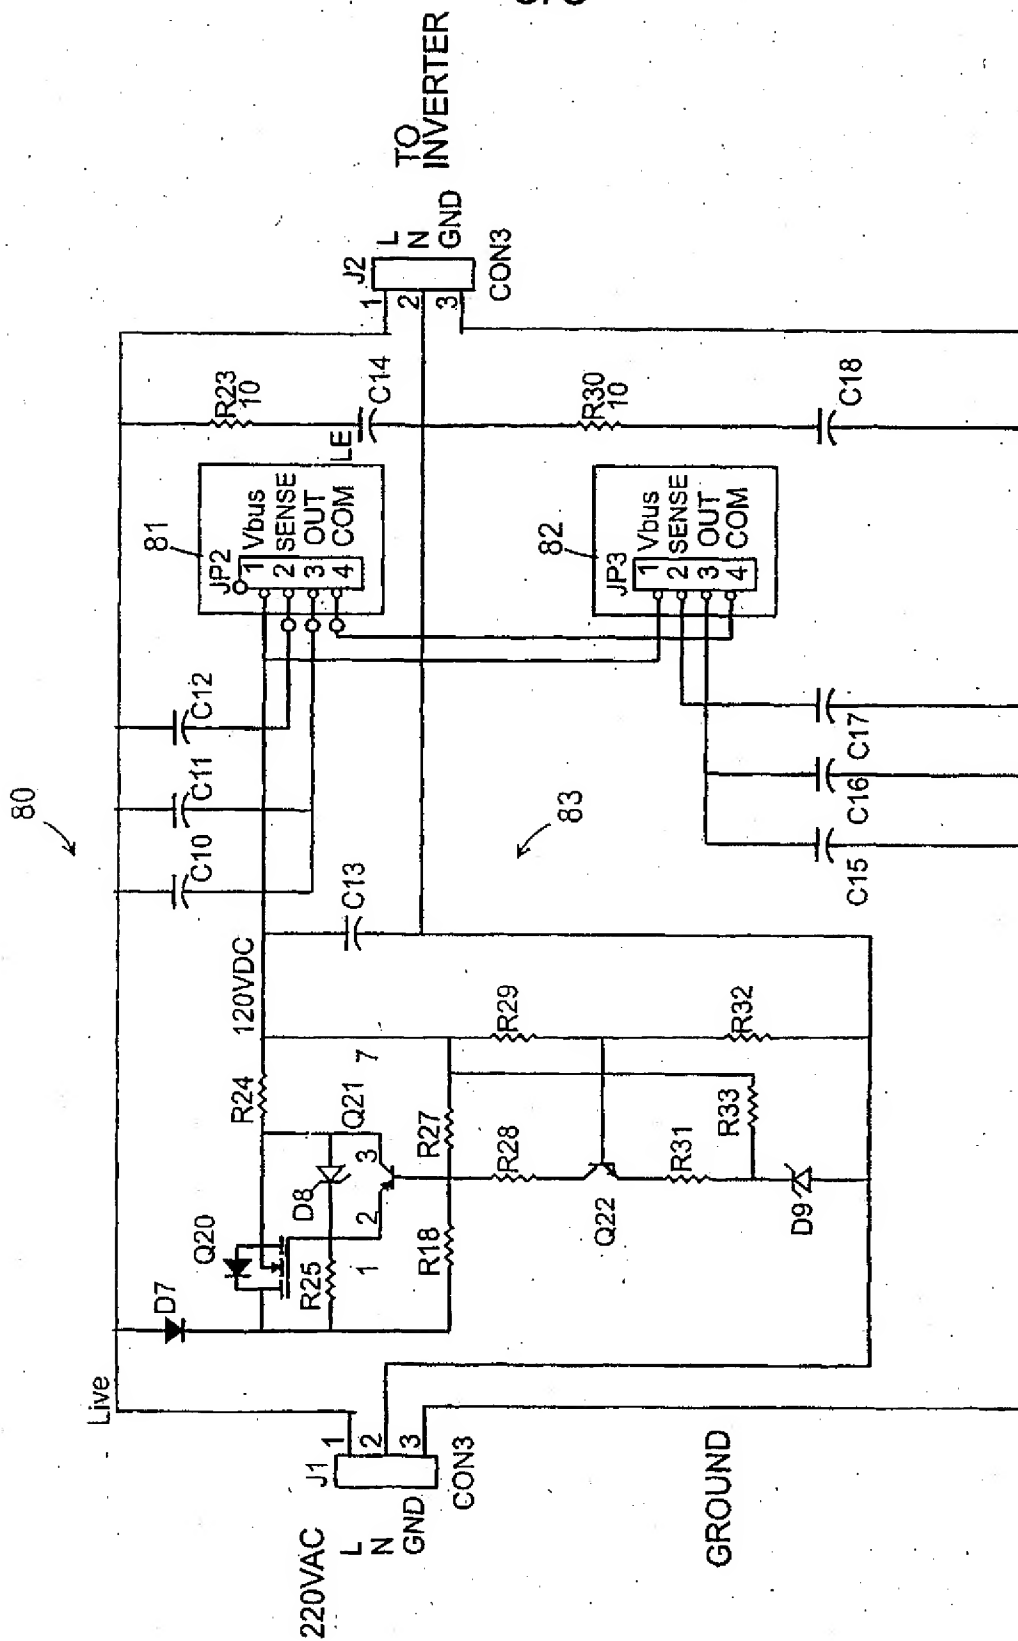 80
Live
D7
C10
C11
C12
81
JP2
1 Vbus
2 SENSE
3 OUT
4 COM
R23
10
LE
C14
J2
1 L
2 N
3 GND
CON3
TO
INVERTER
Q20
R24
120VDC
C13
R25
D8
Q21
1
2
3
7
R18
R27
R28
R29
Q22
R31
R33
R32
D9
83
82
JP3
1 Vbus
2 SENSE
3 OUT
4 COM
R30
10
C15
C16
C17
C18
220VAC
L
N
GND
J1
1
2
3
CON3
GROUND